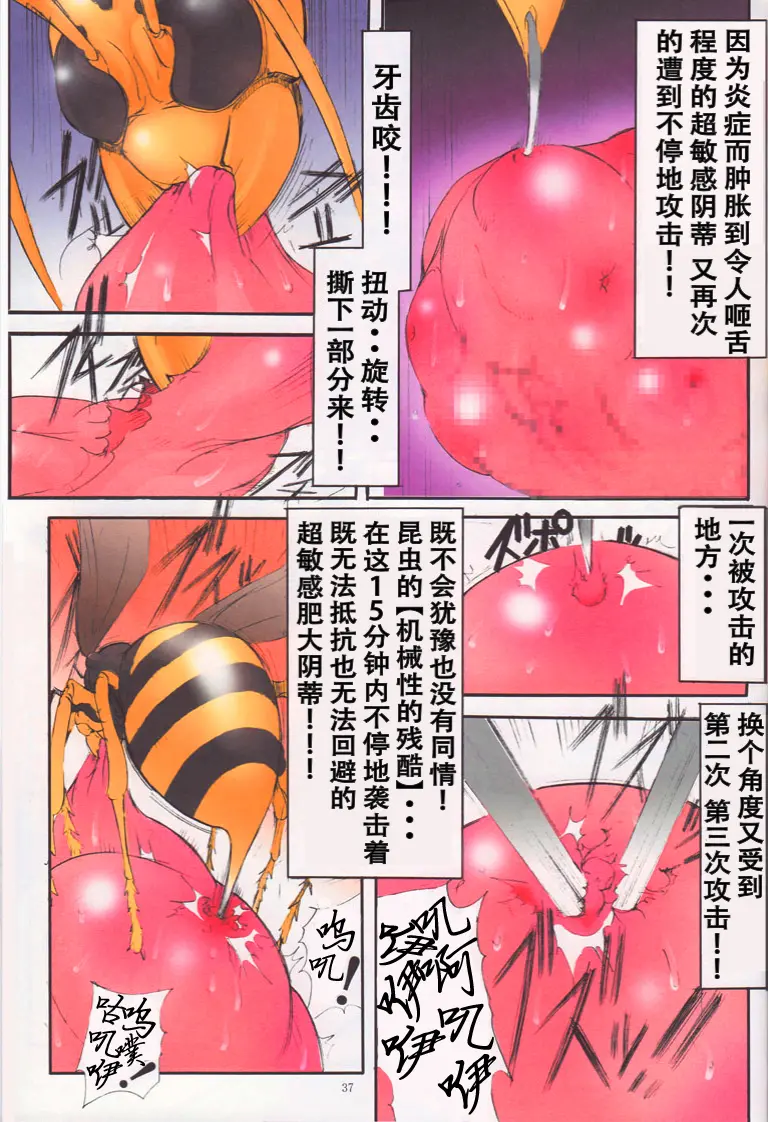 因为炎症而肿胀到令人咂舌
程度的超敏感阴蒂 又再次
的遭到不停地攻击！！
牙齿咬！！！
扭动・・旋转・・
撕下一部分来！！
一次被攻击的
地方・・・
ズポ
换个角度又受到
第二次 第三次攻击！！
既不会犹豫也没有同情！
昆虫的【机械性的残酷】・・・
在这15分钟内不停地袭击着
既无法抵抗也无法回避的
超敏感肥大阴蒂！！！
呜叽！
37